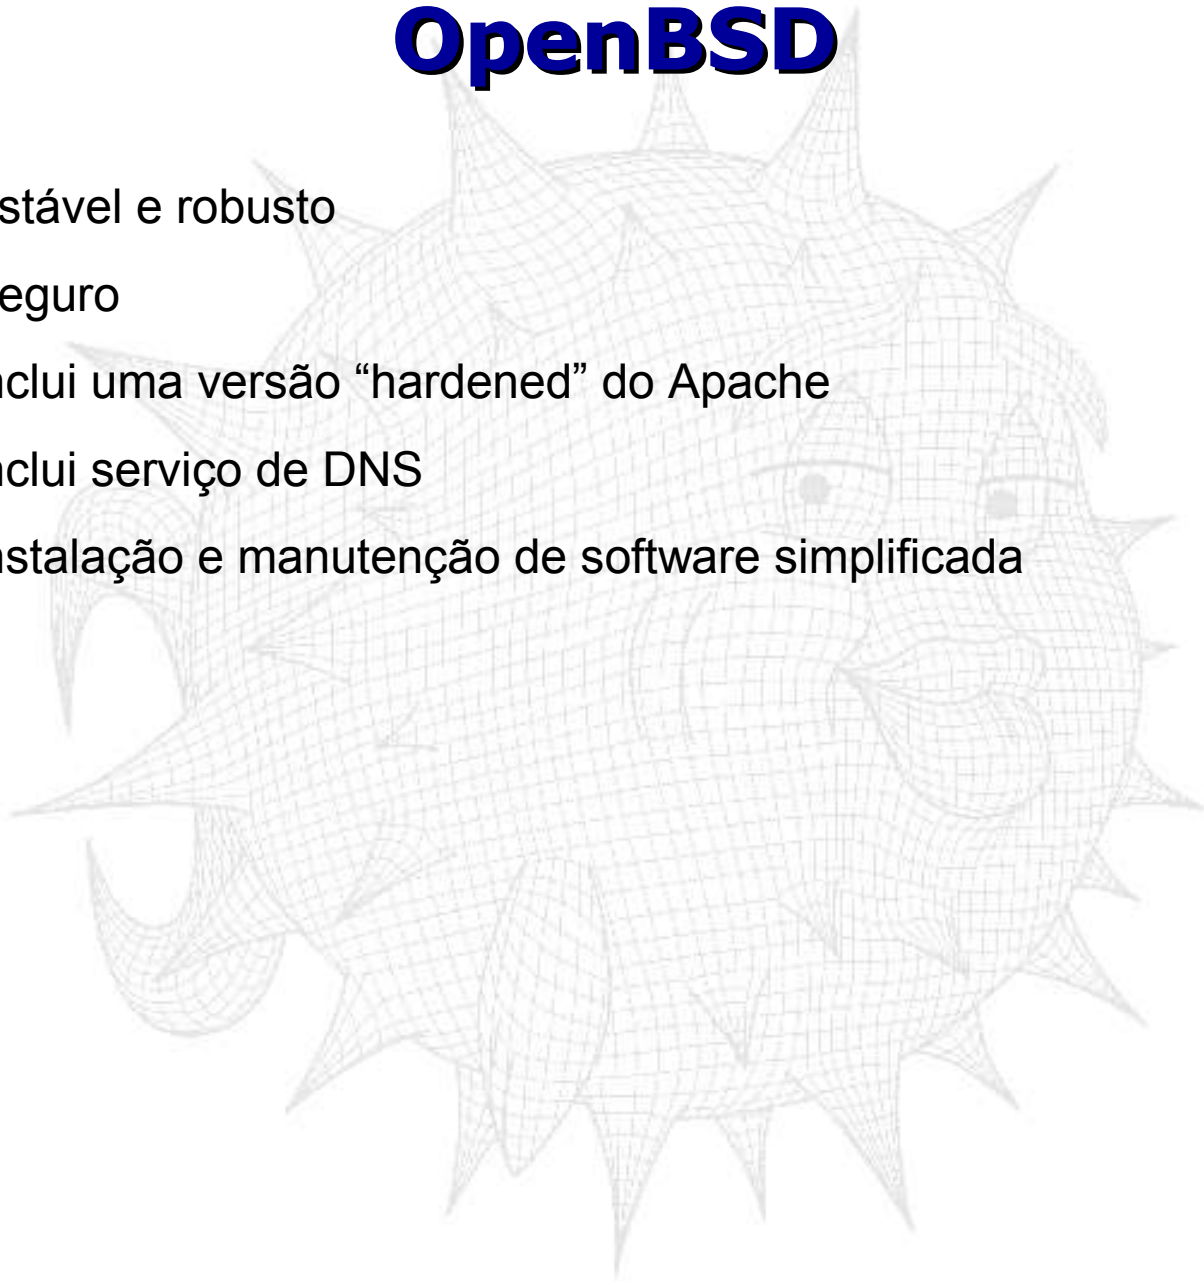 OpenBSD
stável e robusto
eguro
nclui uma versão “hardened” do Apache
nclui serviço de DNS
nstalação e manutenção de software simplificada